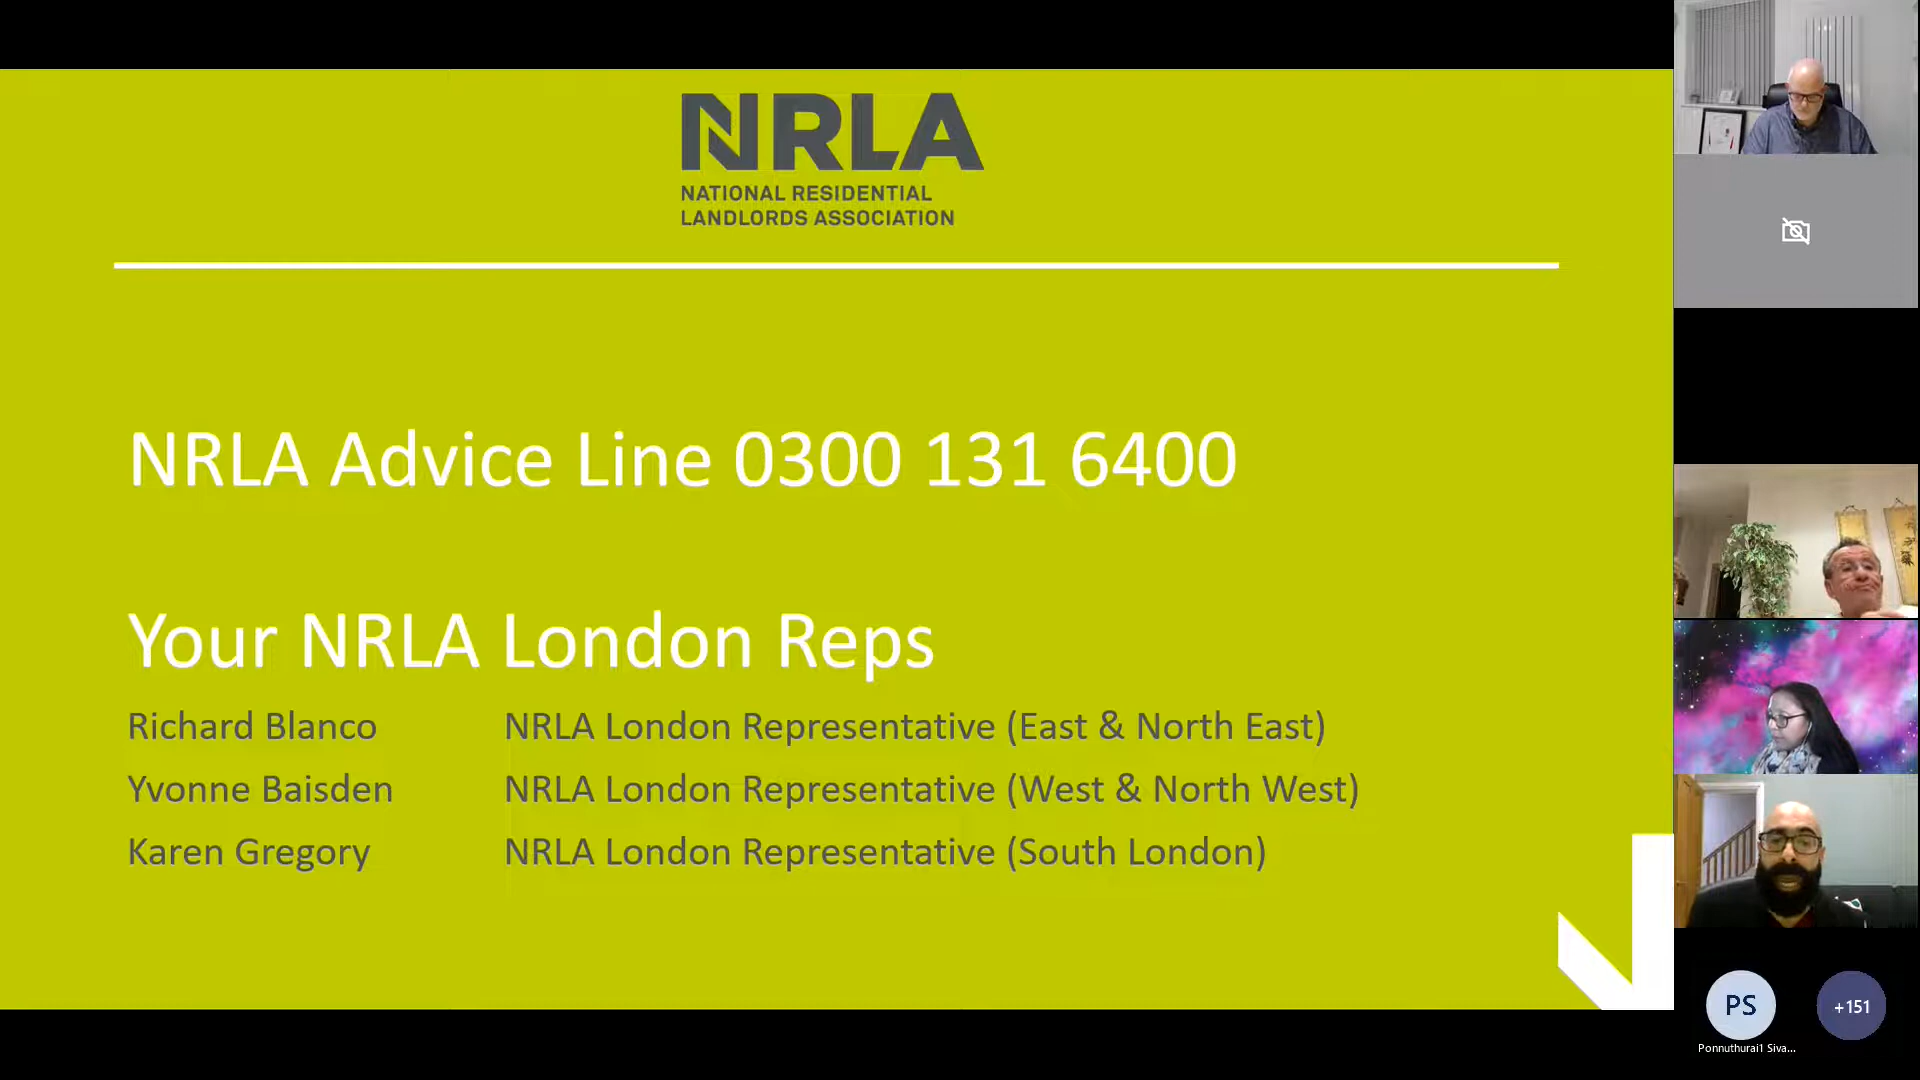 NRLA
NATIONAL RESIDENTIAL
LANDLORDS ASSOCIATION
NRLA Advice Line 0300 131 6400
Your NRLA London Reps
Richard Blanco NRLA London Representative (East & North East)
Yvonne Baisden NRLA London Representative (West & North West)
Karen Gregory NRLA London Representative (South London)
PS
+151
Ponnuthurai1 Siva...